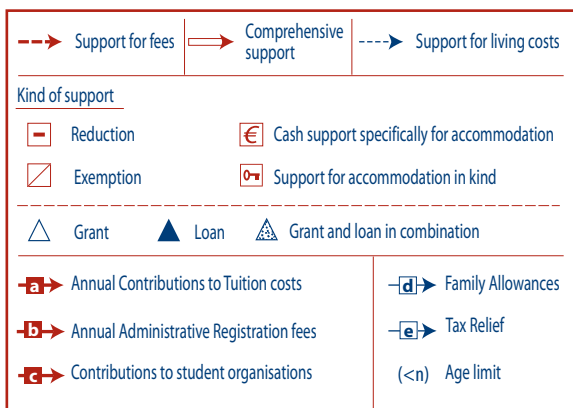 Support for fees
Comprehensive
support
Support for living costs
Kind of support
Reduction
€ Cash support specifically for accommodation
Exemption
Support for accommodation in kind
Grant
Loan
Grant and loan in combination
a Annual Contributions to Tuition costs
d Family Allowances
b Annual Administrative Registration fees
e Tax Relief
c Contributions to student organisations
(<n) Age limit